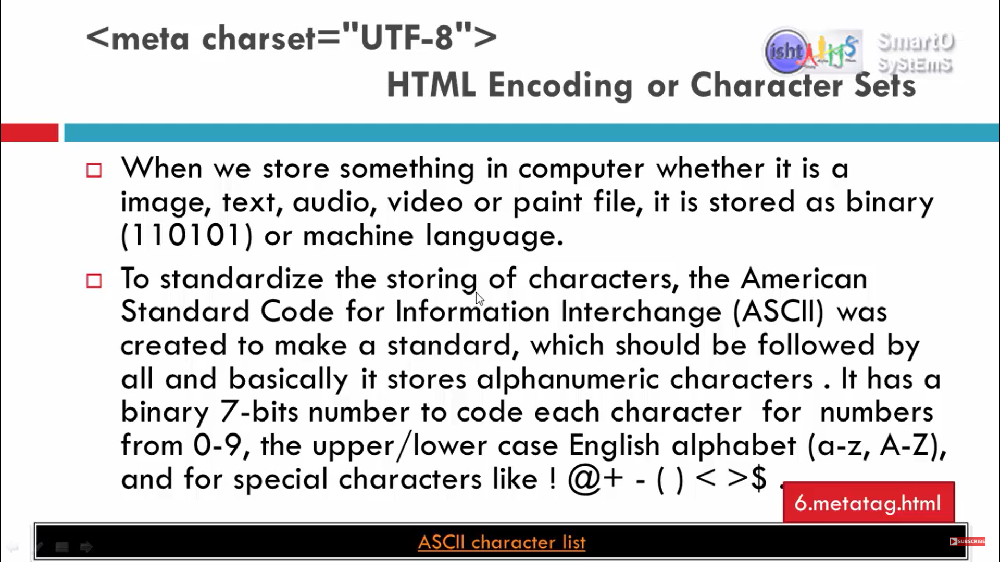 <meta charset="UTF-8">
isht AIMS
SmartO
SyStEmS
HTML Encoding or Character Sets
When we store something in computer whether it is a
image, text, audio, video or paint file, it is stored as binary
(110101) or machine language.
To standardize the storing of characters, the American
Standard Code for Information Interchange (ASCII) was
created to make a standard, which should be followed by
all and basically it stores alphanumeric characters . It has a
binary 7-bits number to code each character for numbers
from 0-9, the upper/lower case English alphabet (a-z, A-Z),
and for special characters like ! @+ - ( ) < >$ .
6.metatag.html
ASCII character list
SUBSCRIBE